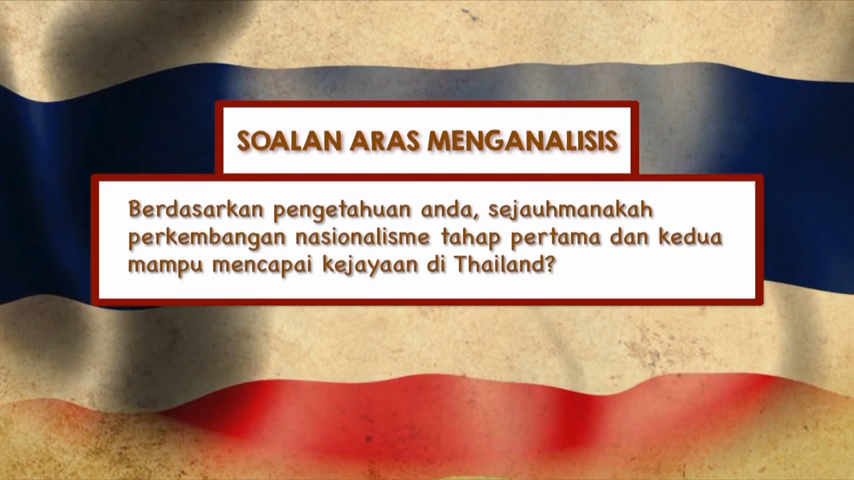 SOALAN ARAS MENGANALISIS
Berdasarkan pengetahuan anda, sejauhmanakah
perkembangan nasionalisme tahap pertama dan kedua
mampu mencapai kejayaan di Thailand?